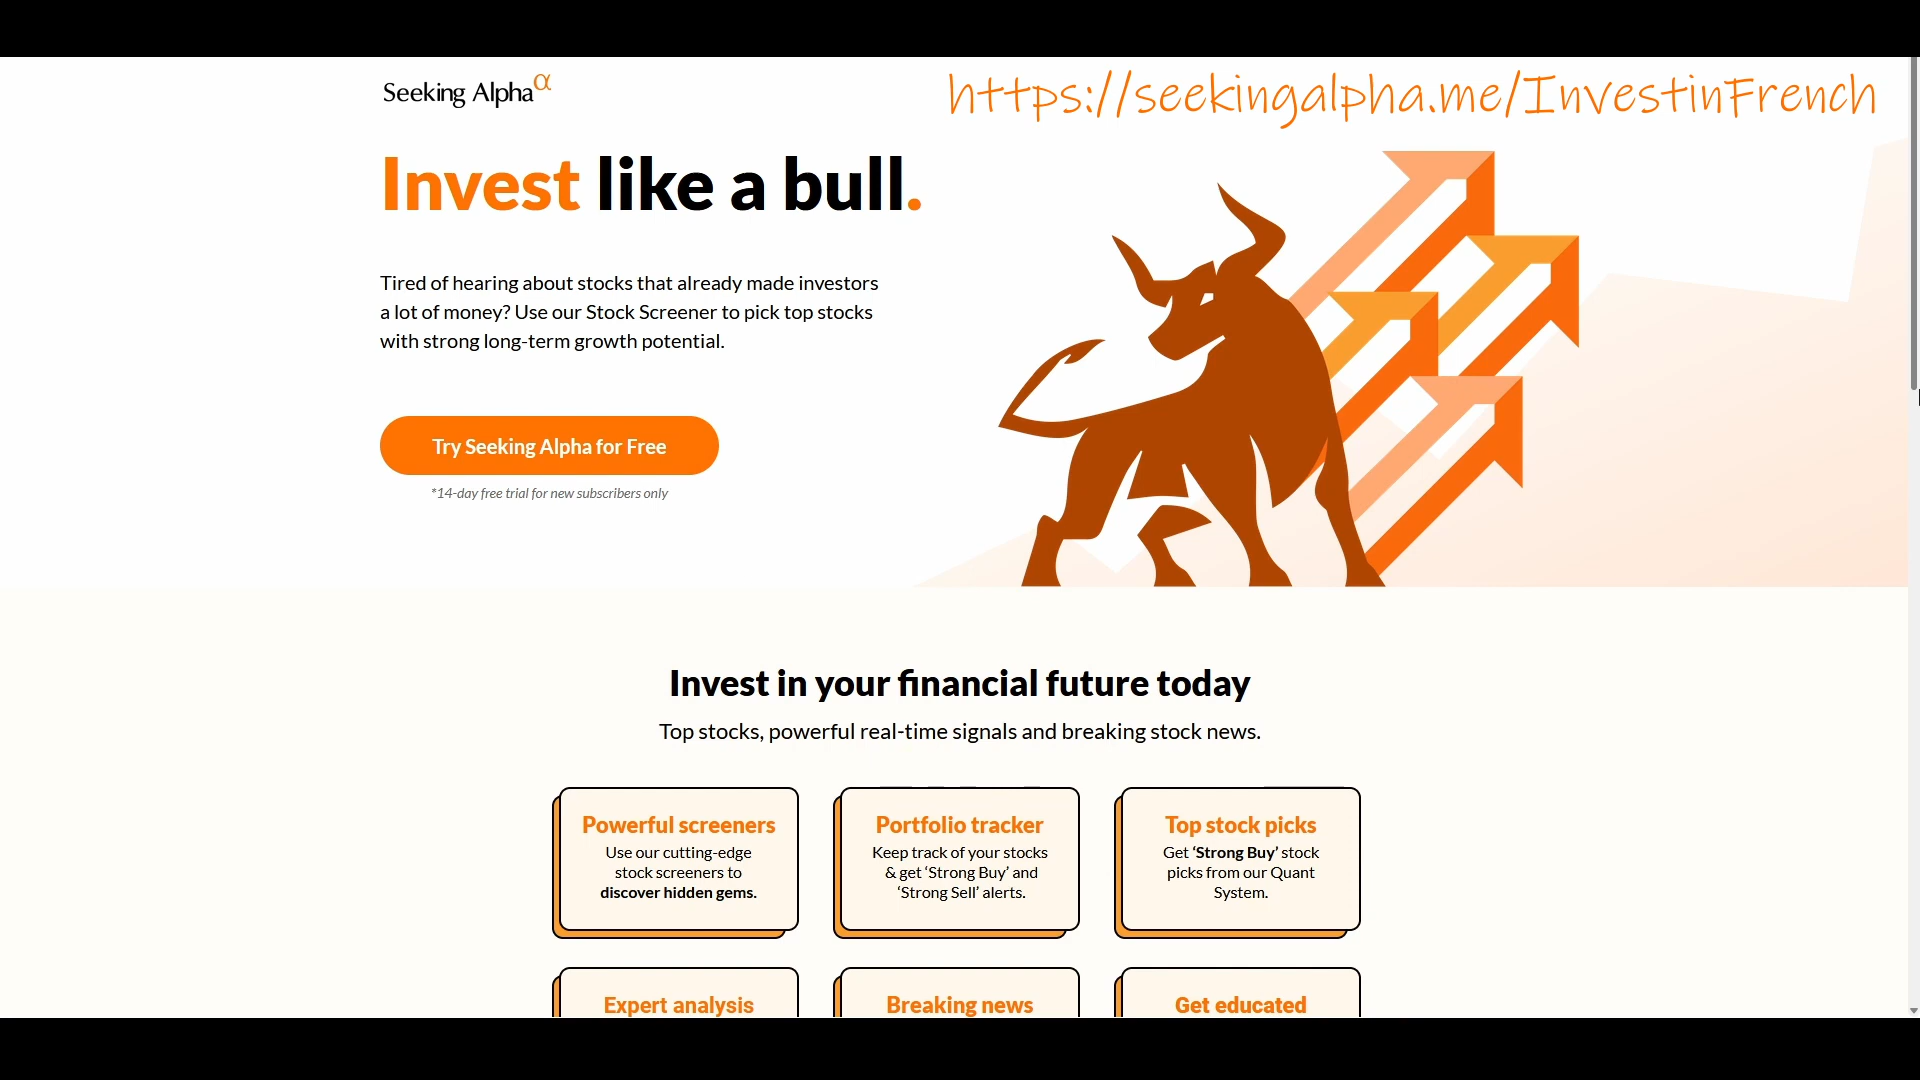 Seeking Alpha α
https://seekingalpha.me/InvestinFrench
Invest like a bull.
Tired of hearing about stocks that already made investors
a lot of money? Use our Stock Screener to pick top stocks
with strong long-term growth potential.
Try Seeking Alpha for Free
*14-day free trial for new subscribers only
Invest in your financial future today
Top stocks, powerful real-time signals and breaking stock news.
Powerful screeners
Use our cutting-edge
stock screeners to
discover hidden gems.
Portfolio tracker
Keep track of your stocks
& get ‘Strong Buy’ and
‘Strong Sell’ alerts.
Top stock picks
Get ‘Strong Buy’ stock
picks from our Quant
System.
Expert analysis
Breaking news
Get educated